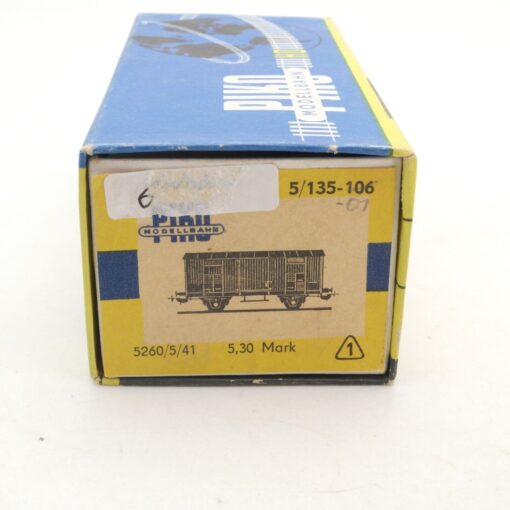 PIKO
MODELLBAHN
6
5/135-106
-01
PIKO
MODELLBAHN
5260/5/41
5,30 Mark
1